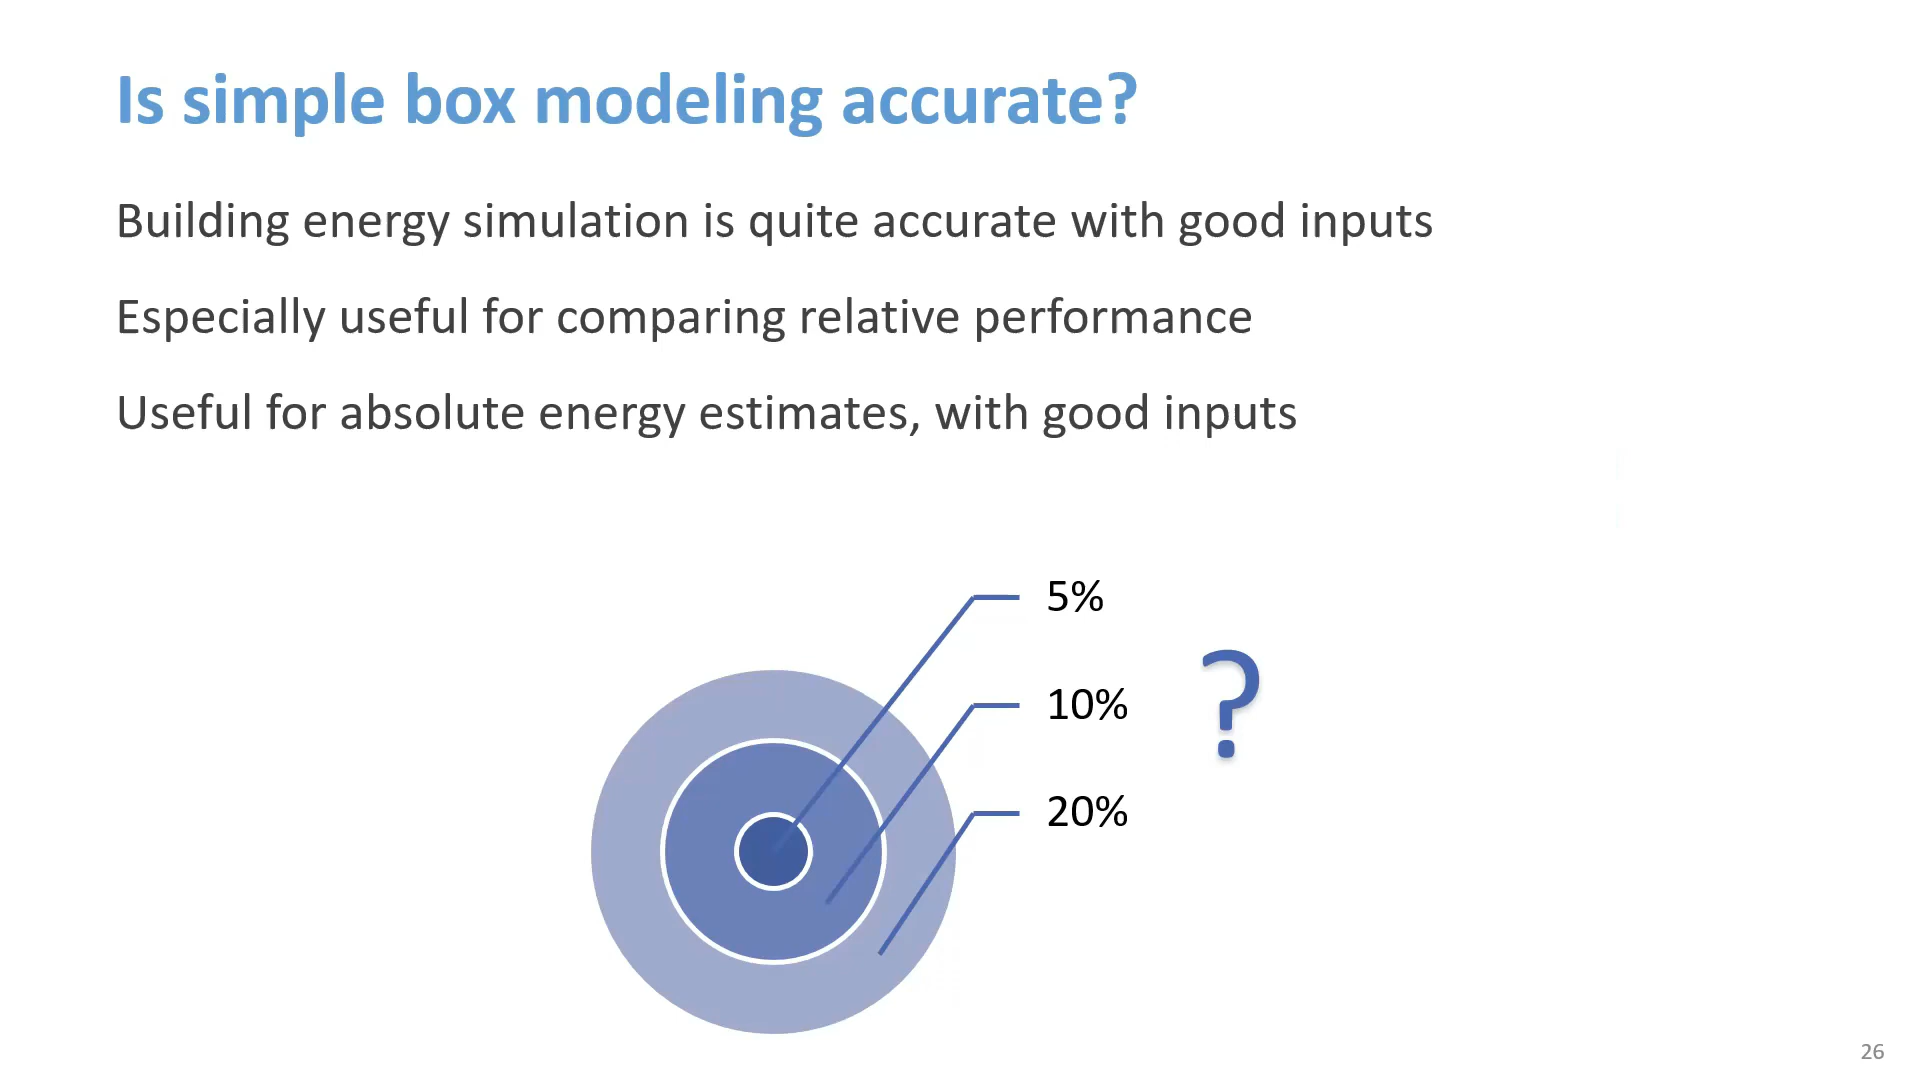 Is simple box modeling accurate?
Building energy simulation is quite accurate with good inputs
Especially useful for comparing relative performance
Useful for absolute energy estimates, with good inputs
5%
10%
?
20%
26